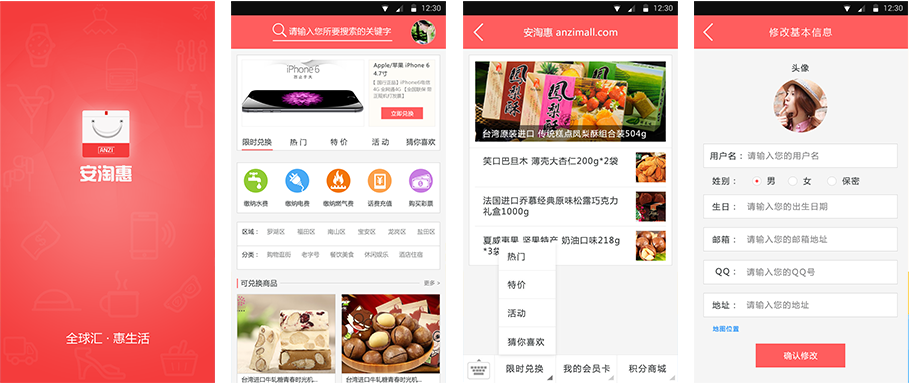 ANZI
安淘惠
全球汇·惠生活
12:30
请输入您所要搜索的关键字
iPhone 6
Apple/苹果 iPhone 6
4.7寸
立即兑换
限时兑换 热 门 特 价 活 动 猜你喜欢
缴纳水费 缴纳电费 缴纳燃气费 话费充值 购买彩票
区域： 罗湖区 福田区 南山区 宝安区 龙岗区 盐田区
分类： 购物逛街 老字号 餐饮美食 休闲娱乐 酒店住宿
可兑换商品 更多 >
台湾进口牛轧糖青春时光机... 台湾进口牛轧糖青春时光机...
12:30
安淘惠 anzimall.com
鳳梨酥
鳳梨酥
台湾原装进口 传统糕点凤梨酥组合装504g
笑口巴旦木 薄壳大杏仁200g*2袋
法国进口乔慕经典原味松露巧克力
礼盒1000g
夏威夷果 坚果特产 奶油口味218g
*3袋
热门
特价
活动
猜你喜欢
限时兑换 我的会员卡 积分商城
12:30
修改基本信息
头像
用户名： 请输入您的用户名
姓别： 男 女 保密
生日： 请输入您的出生日期
邮箱： 请输入您的邮箱地址
QQ： 请输入您的QQ号
地址： 请输入您的地址
地图位置
确认修改